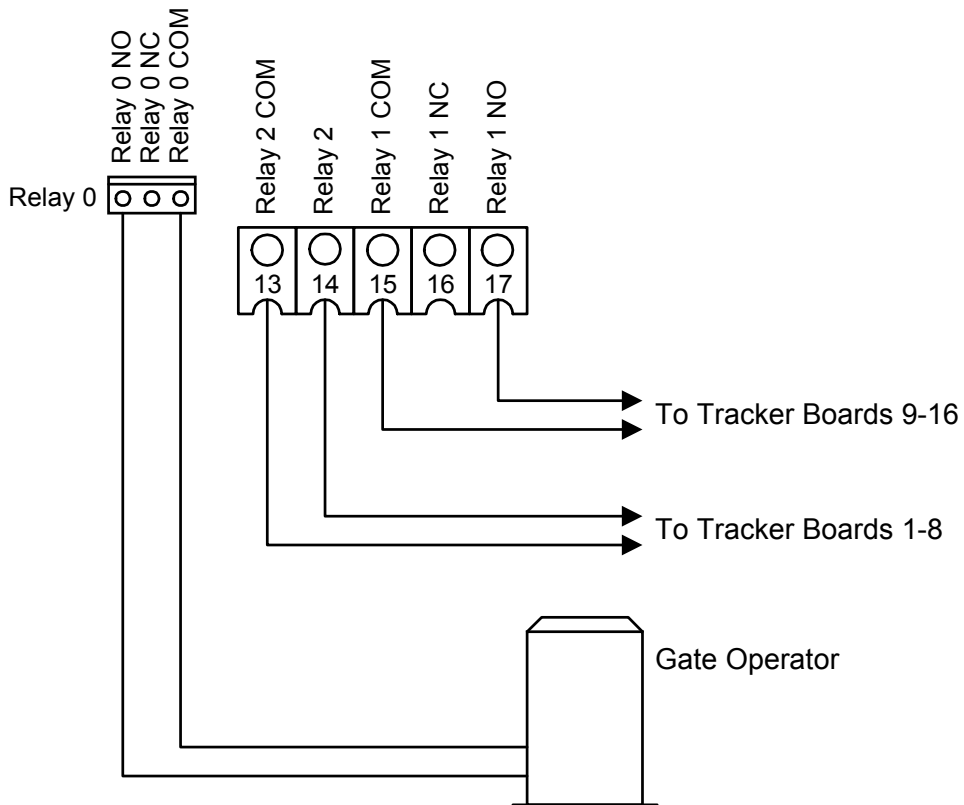 Relay 0 NO
Relay 0 NC
Relay 0 COM
Relay 2 COM
Relay 2
Relay 1 COM
Relay 1 NC
Relay 1 NO
Relay 0
13
14
15
16
17
To Tracker Boards 9-16
To Tracker Boards 1-8
Gate Operator